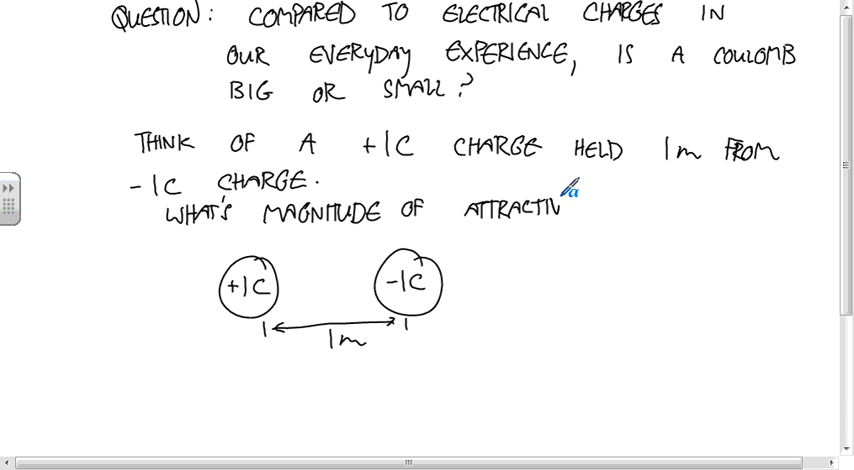 QUESTION: COMPARED TO ELECTRICAL CHARGES IN
OUR EVERYDAY EXPERIENCE, IS A COULOMB
BIG OR SMALL?
THINK OF A +1C CHARGE HELD 1m FROM
-1C CHARGE.
WHAT'S MAGNITUDE OF ATTRACTIV
+1C -1C
1m